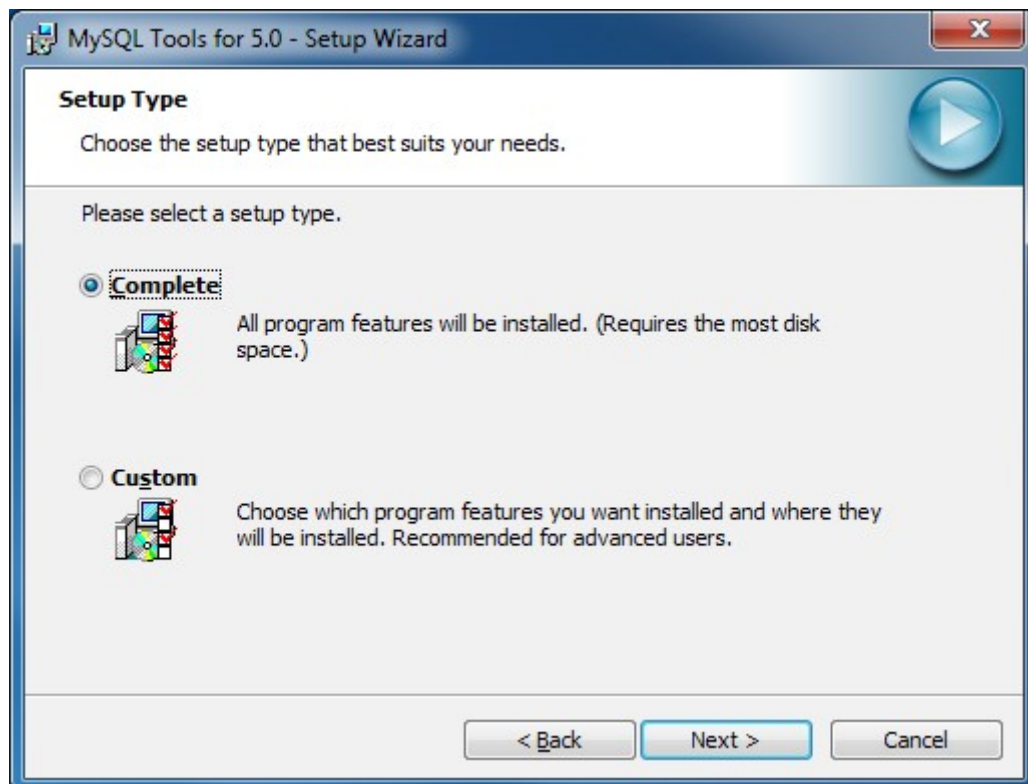 MySQL Tools for 5.0 - Setup Wizard
Setup Type
Choose the setup type that best suits your needs.
Please select a setup type.
Complete
All program features will be installed. (Requires the most disk
space.)
Custom
Choose which program features you want installed and where they
will be installed. Recommended for advanced users.
< Back Next > Cancel